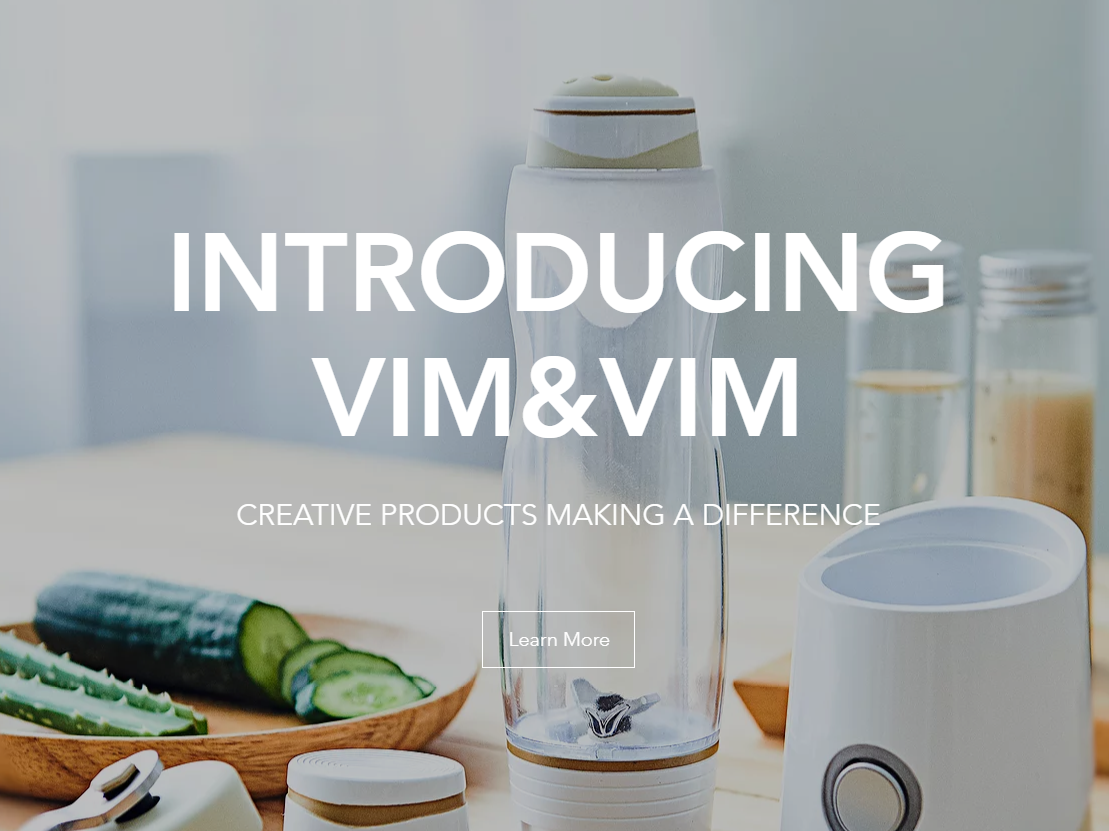 INTRODUCING
VIM&VIM
CREATIVE PRODUCTS MAKING A DIFFERENCE
Learn More